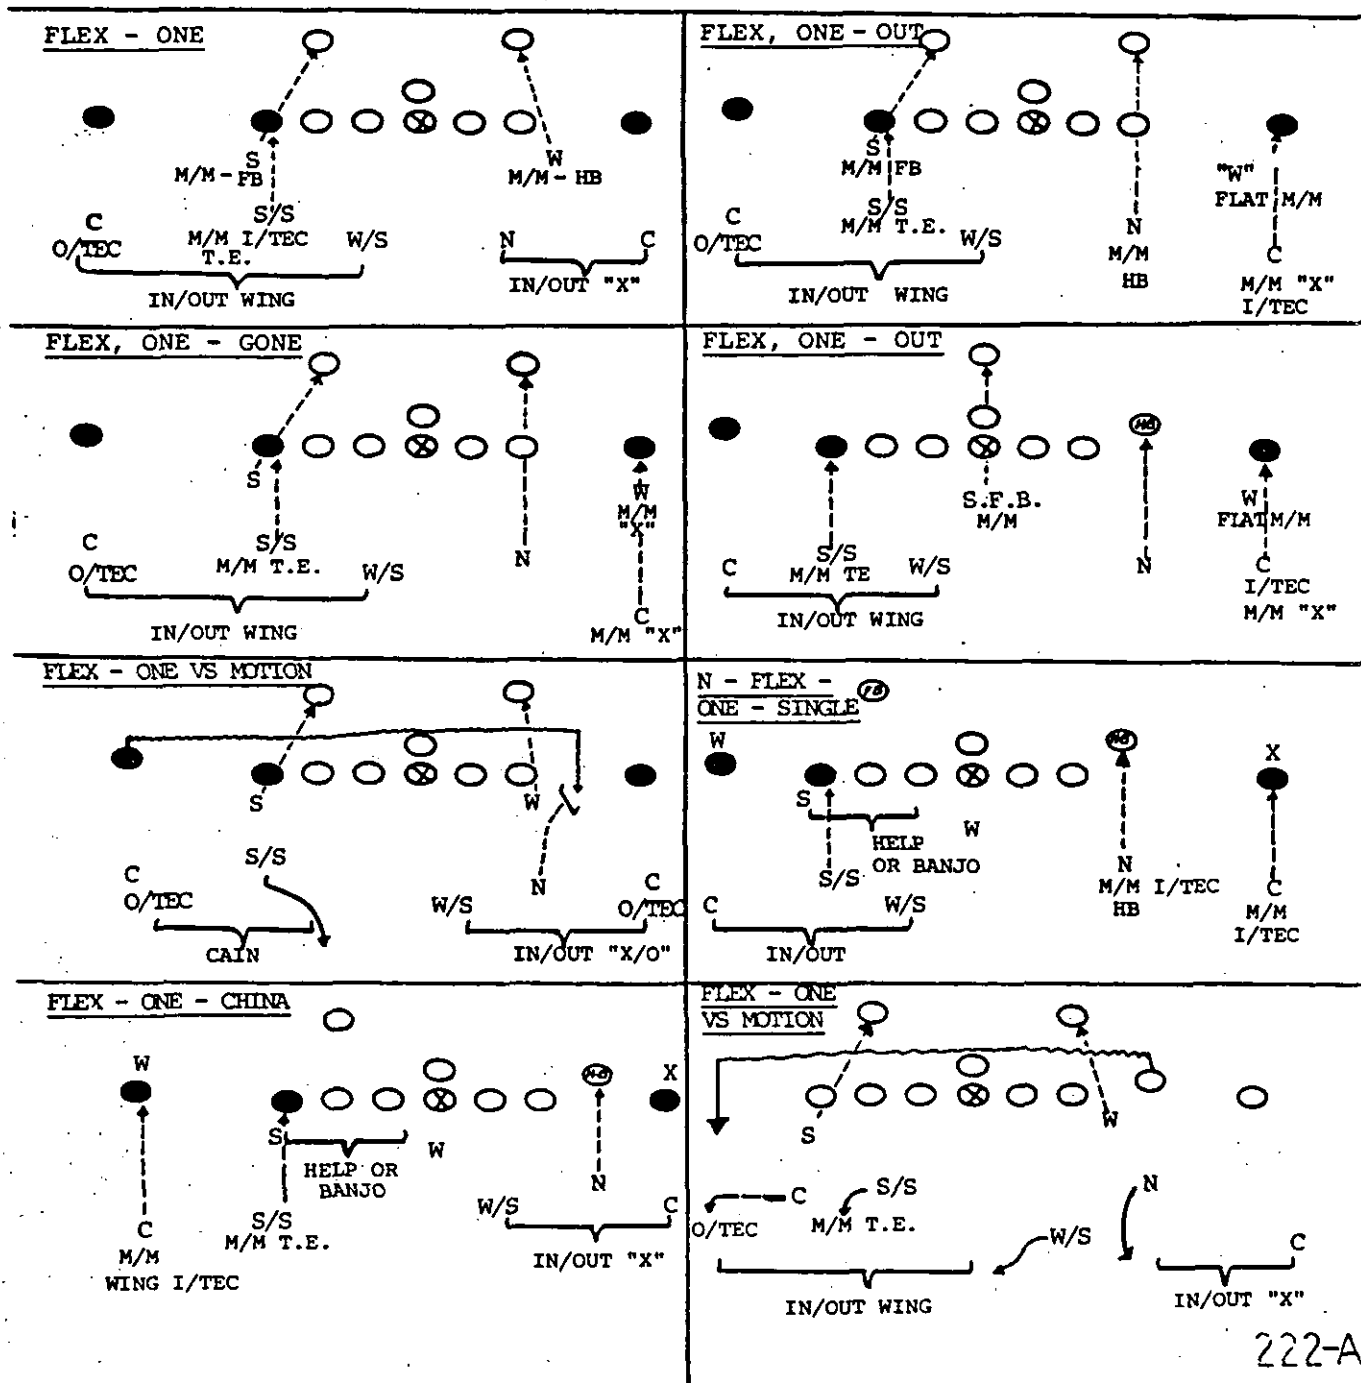 FLEX - ONE
S
M/M - FB
W
M/M - HB
C
O/TEC
S/S
M/M I/TEC
T.E.
W/S
N
C
IN/OUT WING
IN/OUT "X"
FLEX, ONE - OUT
S
M/M FB
"W"
FLAT M/M
C
O/TEC
S/S
M/M T.E.
W/S
N
M/M
HB
C
M/M "X"
I/TEC
IN/OUT WING
FLEX, ONE - GONE
S
W
M/M
"X"
C
O/TEC
S/S
M/M T.E.
W/S
N
C
M/M "X"
IN/OUT WING
FLEX, ONE - OUT
HB
S.F.B.
M/M
W
FLAT M/M
C
S/S
M/M TE
W/S
N
C
I/TEC
M/M "X"
IN/OUT WING
FLEX - ONE VS MOTION
S
W
S/S
C
O/TEC
N
W/S
C
O/TEC
CAIN
IN/OUT "X/O"
N - FLEX -
ONE - SINGLE
W
HB
X
S
W
HELP
OR BANJO
S/S
N
M/M I/TEC
HB
C
M/M
I/TEC
C
W/S
IN/OUT
FLEX - ONE - CHINA
W
HB
X
S
W
HELP OR
BANJO
N
C
M/M
WING I/TEC
S/S
M/M T.E.
W/S
C
IN/OUT "X"
FLEX - ONE
VS MOTION
S
W
C
O/TEC
S/S
M/M T.E.
N
W/S
C
IN/OUT WING
IN/OUT "X"
222-A